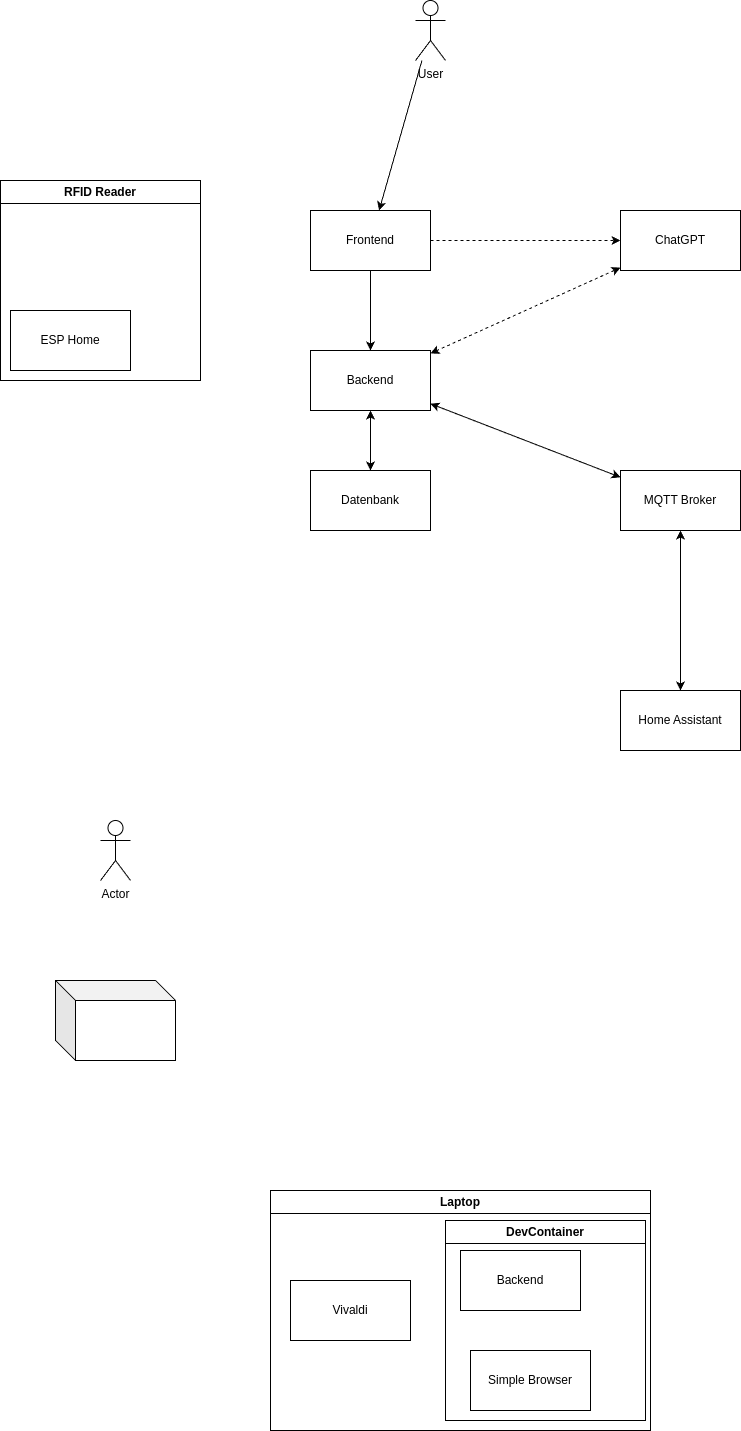 User
RFID Reader
Frontend
ChatGPT
ESP Home
Backend
Datenbank
MQTT Broker
Home Assistant
Actor
Laptop
DevContainer
Backend
Vivaldi
Simple Browser